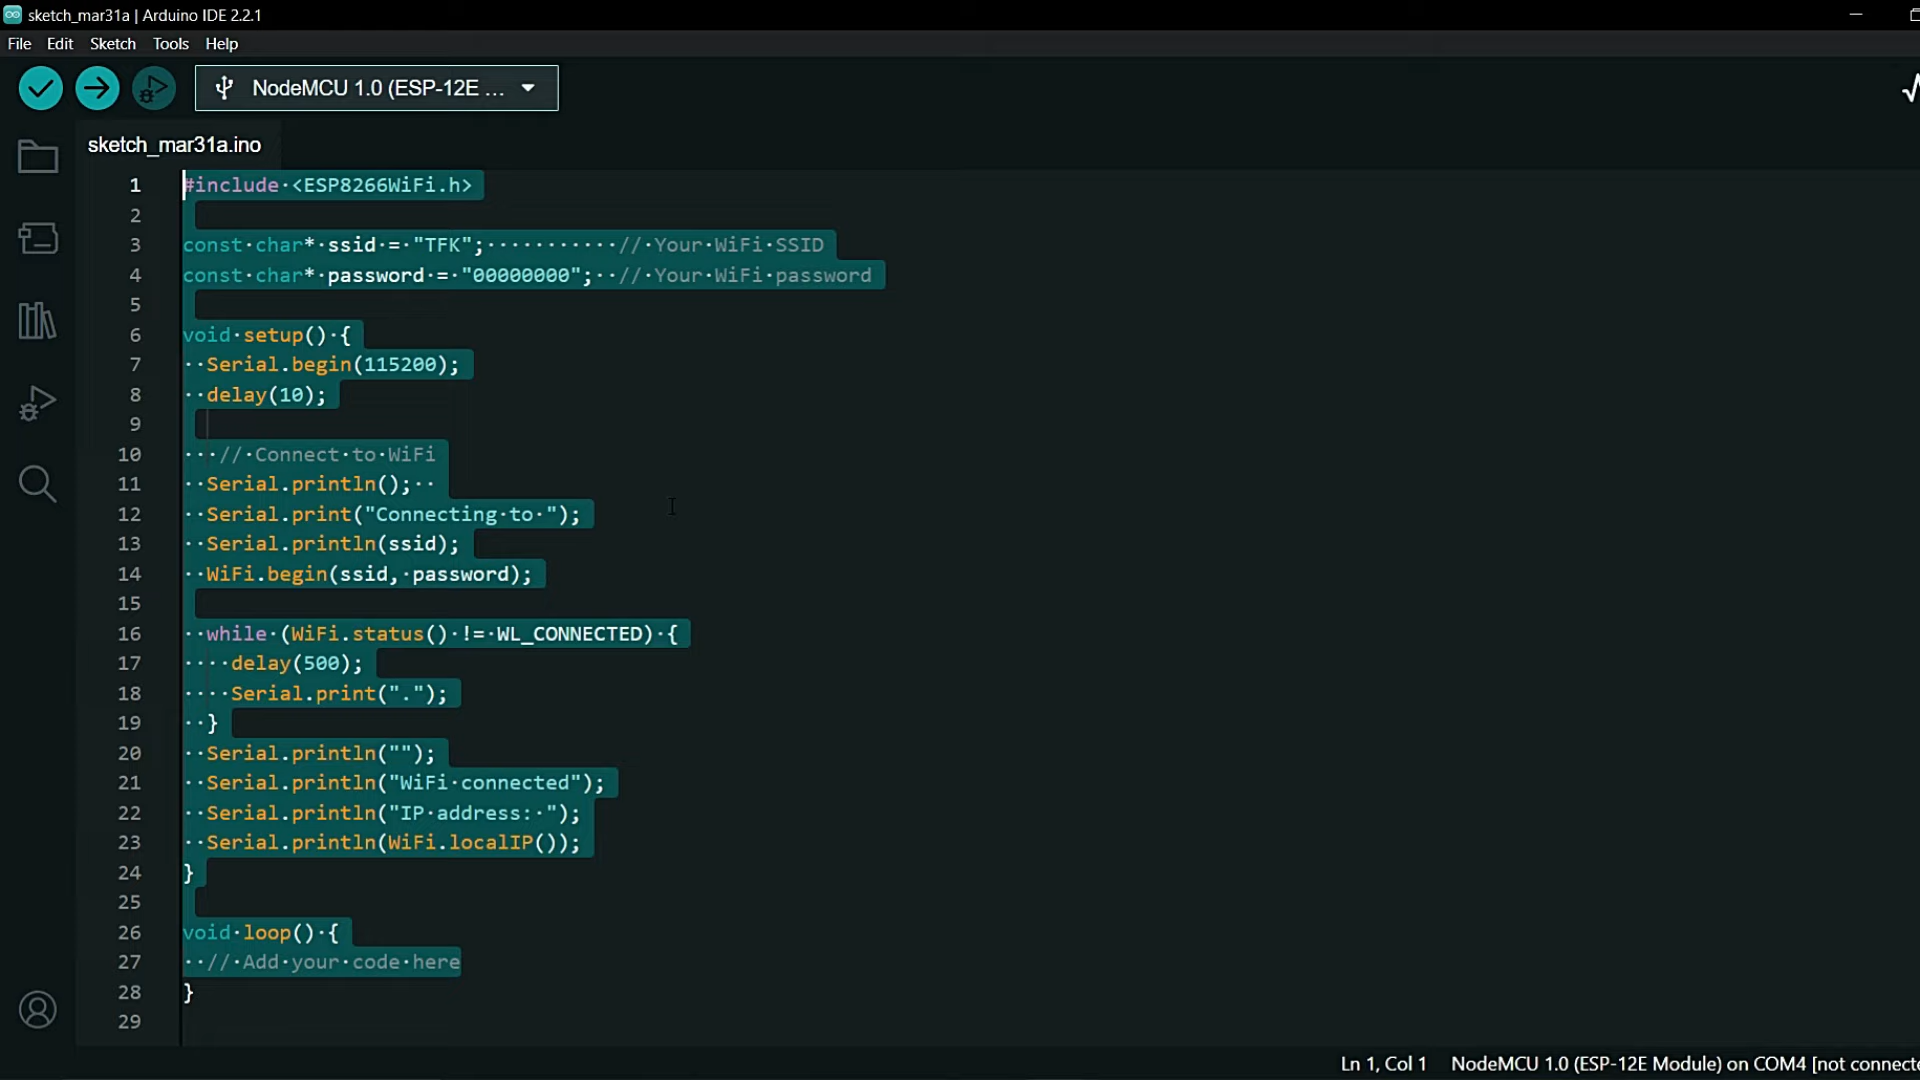 sketch_mar31a | Arduino IDE 2.2.1
File Edit Sketch Tools Help
NodeMCU 1.0 (ESP-12E ...
sketch_mar31a.ino
1 #include <ESP8266WiFi.h>
2
3 const char* ssid = "TFK";           // Your WiFi SSID
4 const char* password = "00000000";  // Your WiFi password
5
6 void setup() {
7   Serial.begin(115200);
8   delay(10);
9
10    // Connect to WiFi
11   Serial.println();
12   Serial.print("Connecting to ");
13   Serial.println(ssid);
14   WiFi.begin(ssid, password);
15
16   while (WiFi.status() != WL_CONNECTED) {
17     delay(500);
18     Serial.print(".");
19   }
20   Serial.println("");
21   Serial.println("WiFi connected");
22   Serial.println("IP address: ");
23   Serial.println(WiFi.localIP());
24 }
25
26 void loop() {
27   // Add your code here
28 }
29
Ln 1, Col 1 NodeMCU 1.0 (ESP-12E Module) on COM4 [not connecte